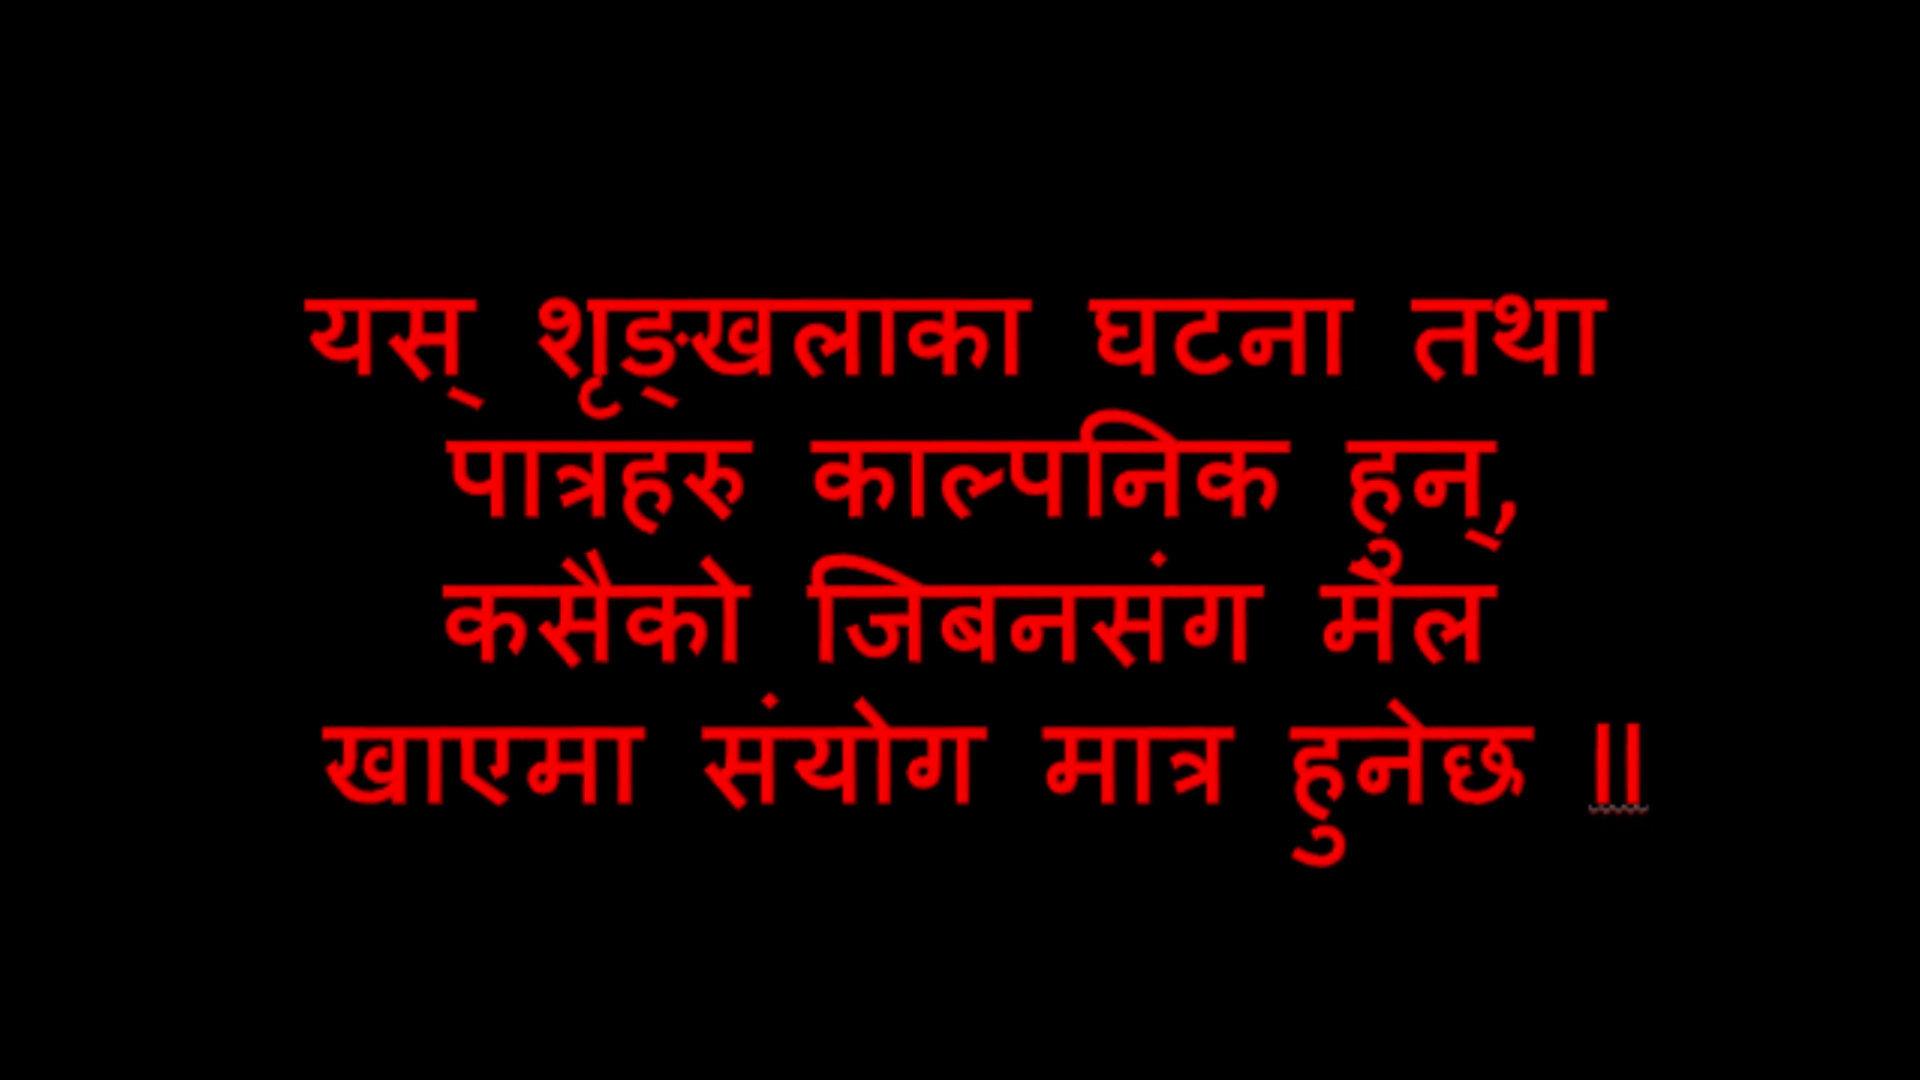 यस् शृङ्खलाका घटना तथा
पात्रहरु काल्पनिक हुन्,
कसैको जिबनसंग मेल
खाएमा संयोग मात्र हुनेछ ॥